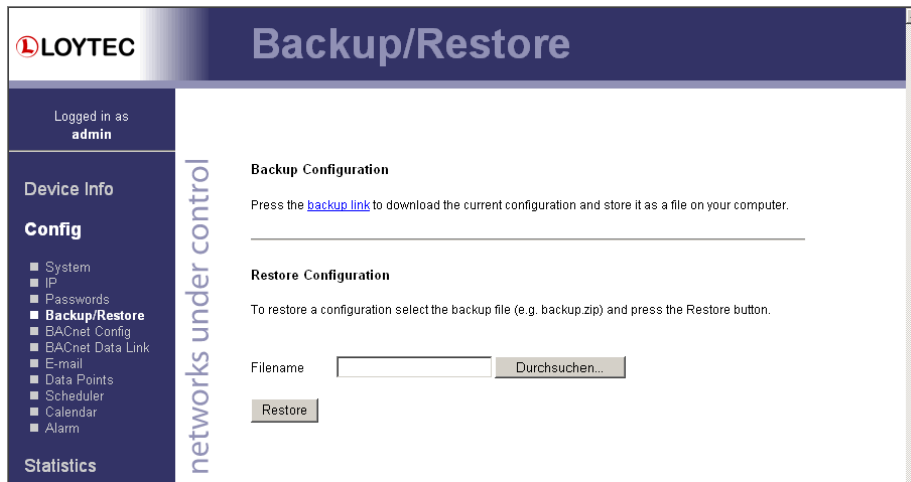 LOYTEC
Backup/Restore
Logged in as
admin
Device Info
Config
System
IP
Passwords
Backup/Restore
BACnet Config
BACnet Data Link
E-mail
Data Points
Scheduler
Calendar
Alarm
Statistics
networks under control
Backup Configuration
Press the backup link to download the current configuration and store it as a file on your computer.
Restore Configuration
To restore a configuration select the backup file (e.g. backup.zip) and press the Restore button.
Filename Durchsuchen...
Restore